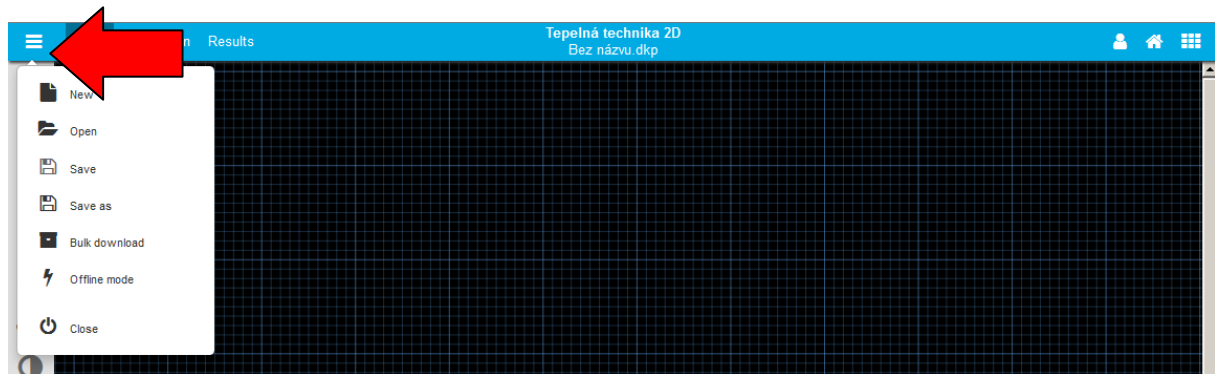 Results
Tepelná technika 2D
Bez názvu.dkp
New
Open
Save
Save as
Bulk download
Offline mode
Close